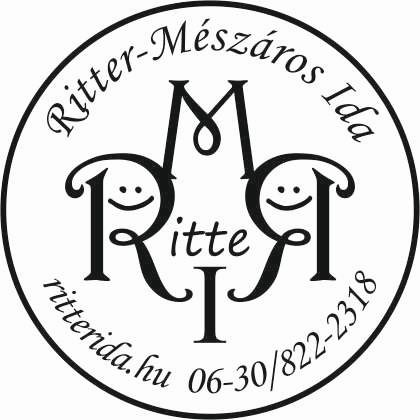 Ritter-Mészáros Ida
M
Ritter
I
ritterida.hu 06-30/822-2318